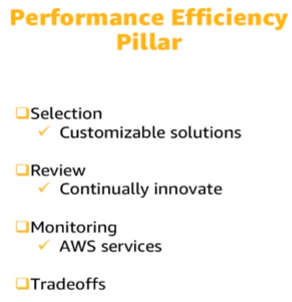 Performance Efficiency
Pillar
Selection
Customizable solutions
Review
Continually innovate
Monitoring
AWS services
Tradeoffs